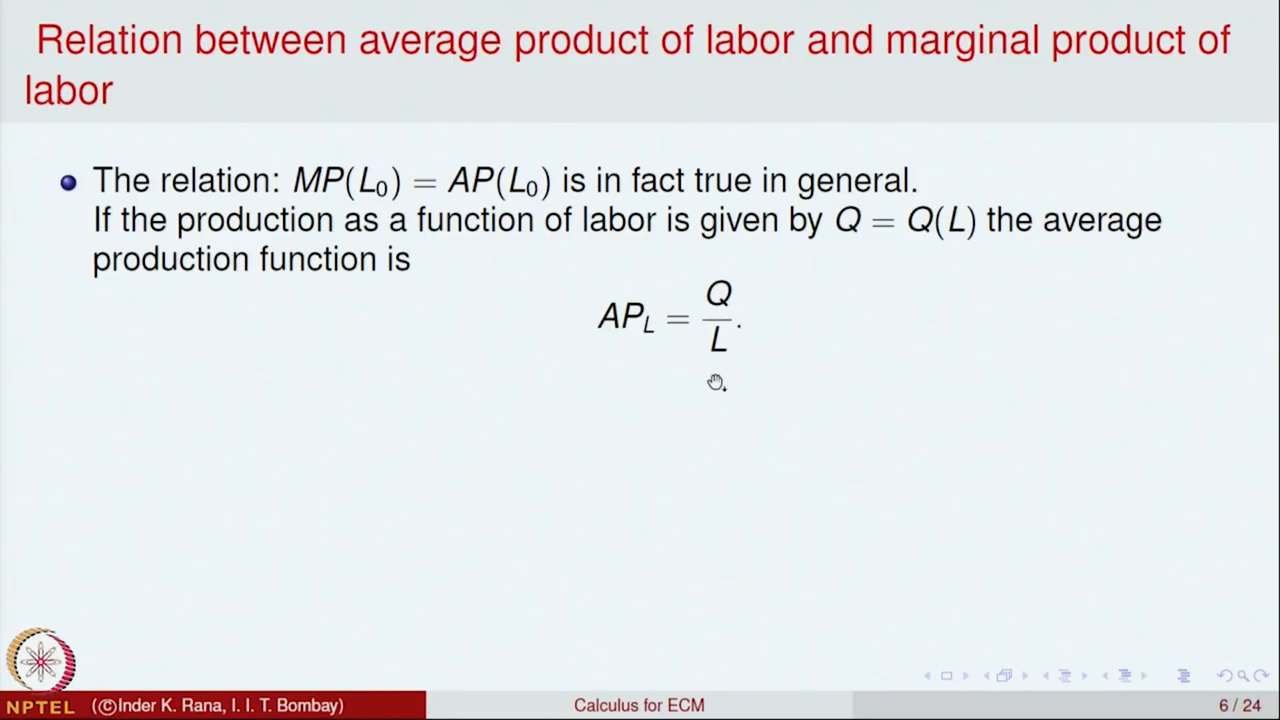 Relation between average product of labor and marginal product of
labor
The relation: MP(L₀) = AP(L₀) is in fact true in general.
If the production as a function of labor is given by Q = Q(L) the average
production function is
AP_L = Q/L.
NPTEL
(©Inder K. Rana, I. I. T. Bombay)
Calculus for ECM
6 / 24